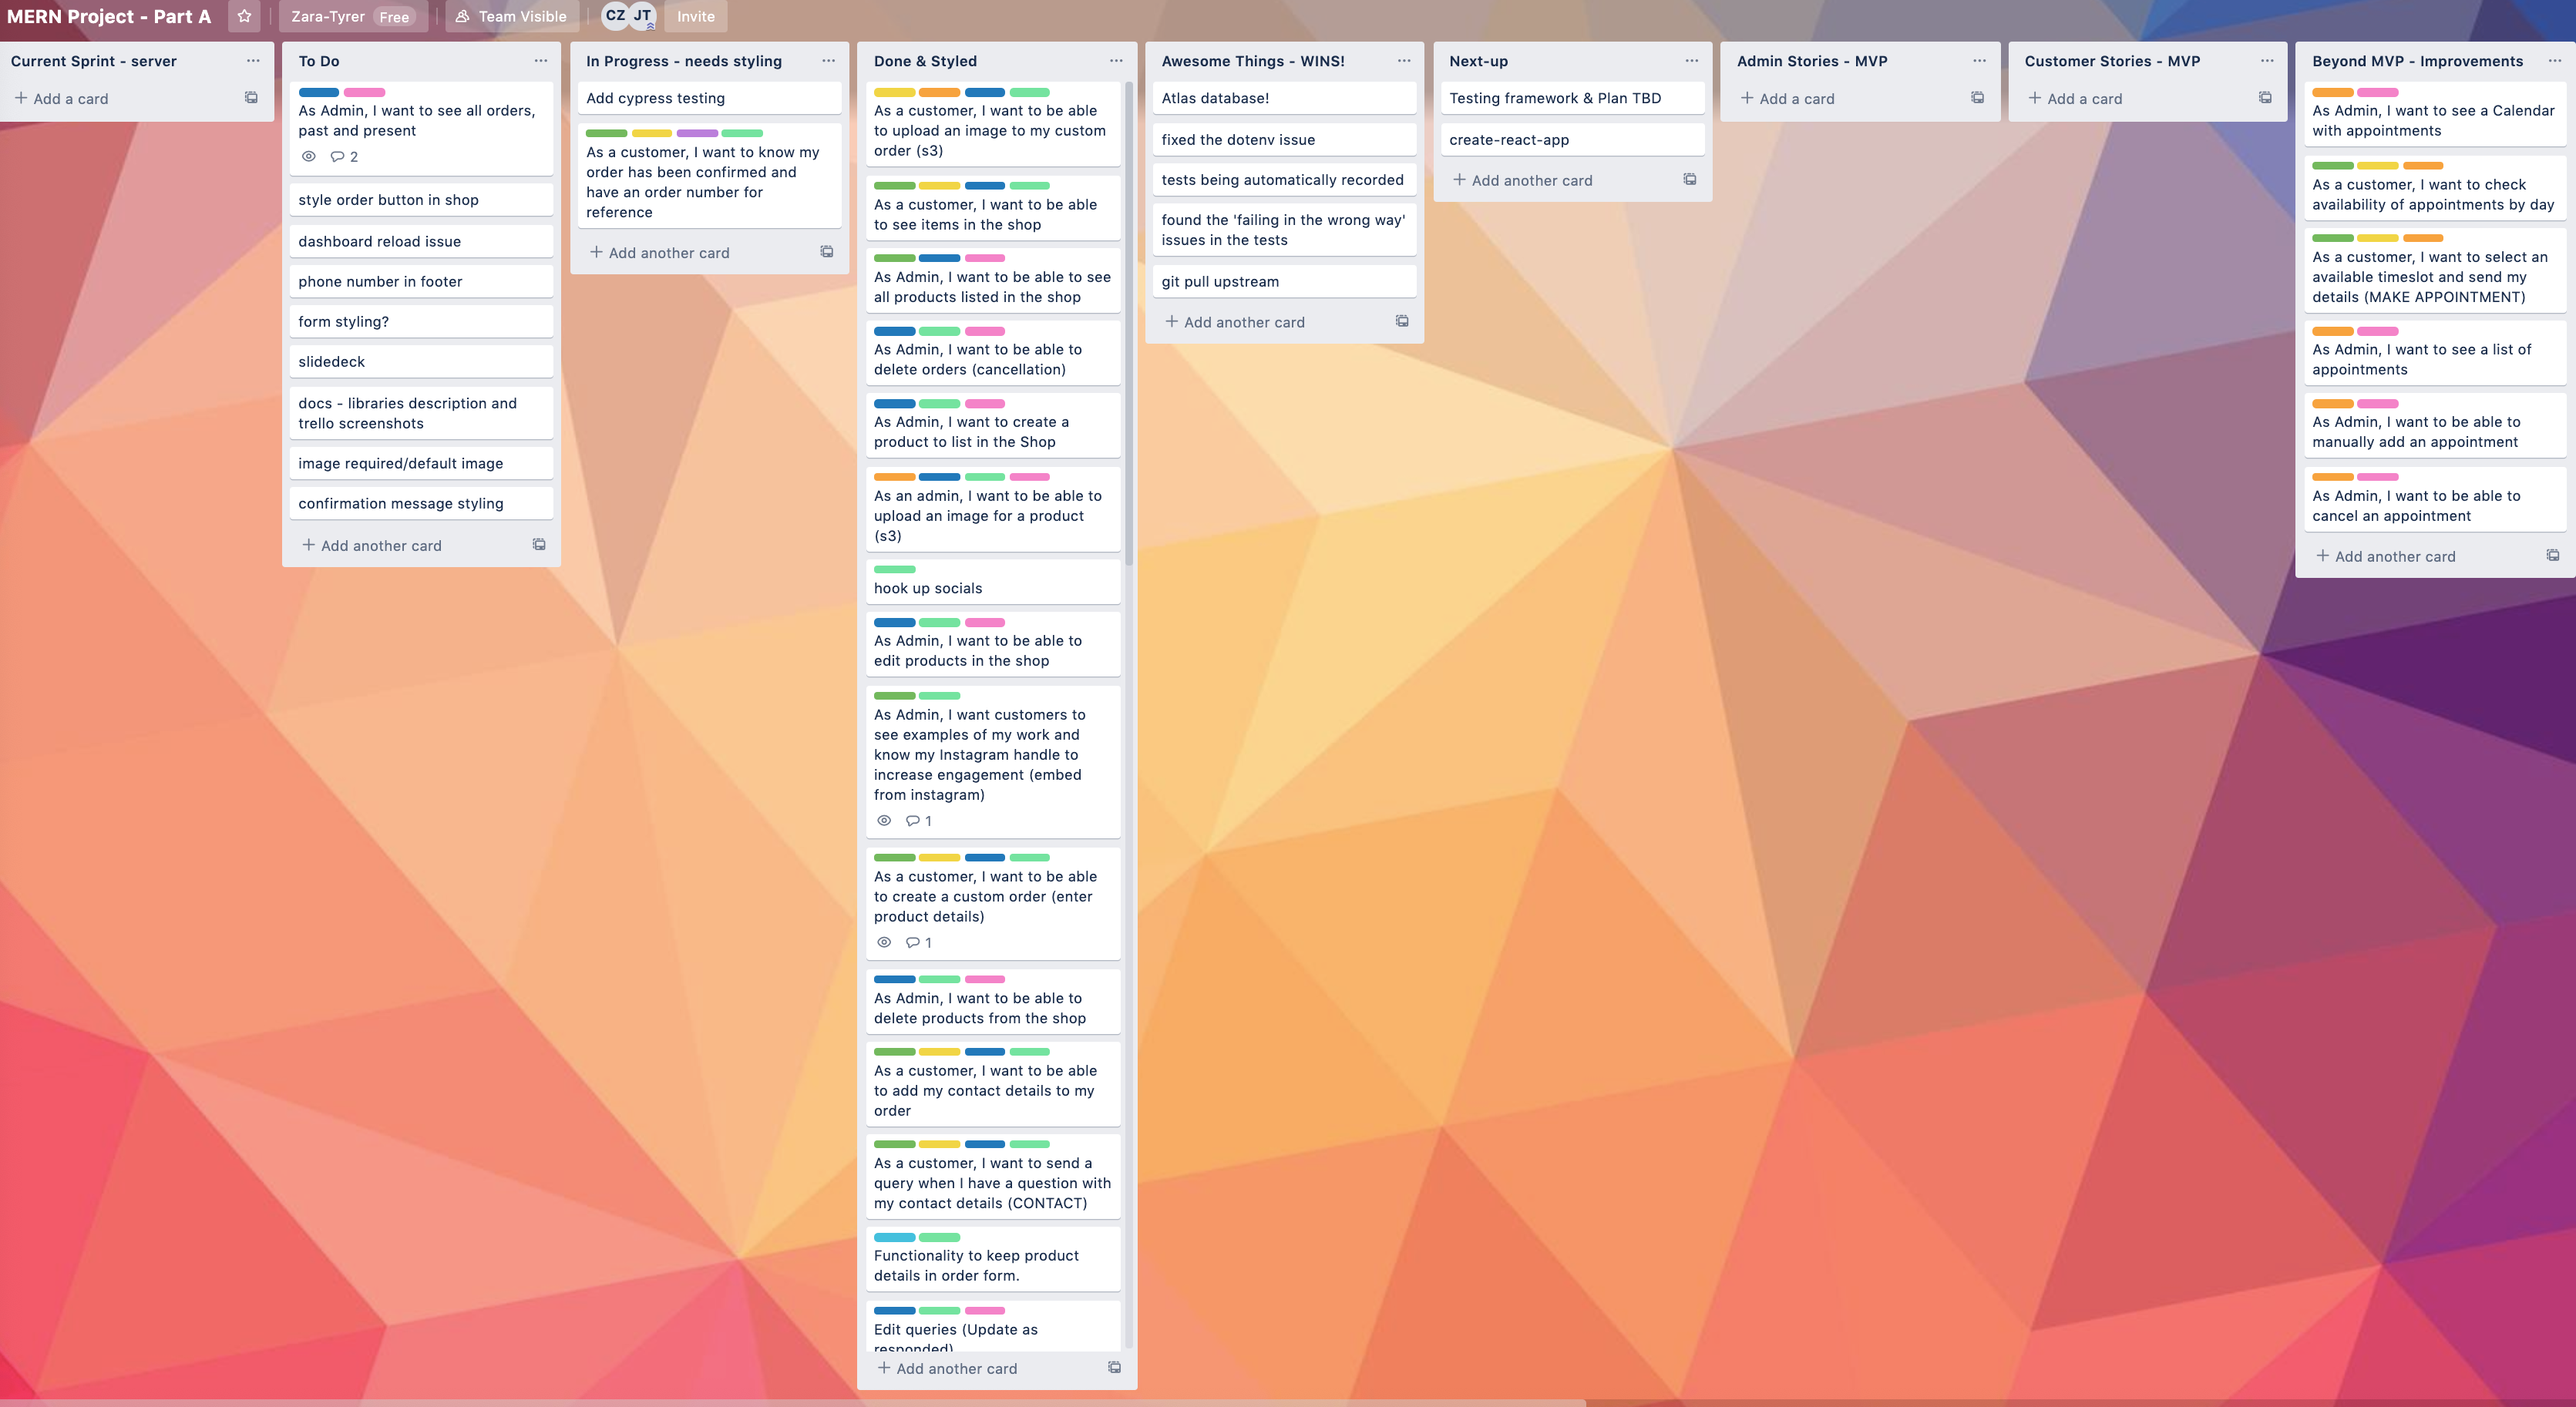 MERN Project - Part A
Zara-Tyrer Free
Team Visible
CZ JT
Invite
Current Sprint - server
Add a card
To Do
As Admin, I want to see all orders,
past and present
2
style order button in shop
dashboard reload issue
phone number in footer
form styling?
slidedeck
docs - libraries description and
trello screenshots
image required/default image
confirmation message styling
Add another card
In Progress - needs styling
Add cypress testing
As a customer, I want to know my
order has been confirmed and
have an order number for
reference
Add another card
Done & Styled
As a customer, I want to be able
to upload an image to my custom
order (s3)
As a customer, I want to be able
to see items in the shop
As Admin, I want to be able to see
all products listed in the shop
As Admin, I want to be able to
delete orders (cancellation)
As Admin, I want to create a
product to list in the Shop
As an admin, I want to be able to
upload an image for a product
(s3)
hook up socials
As Admin, I want to be able to
edit products in the shop
As Admin, I want customers to
see examples of my work and
know my Instagram handle to
increase engagement (embed
from instagram)
1
As a customer, I want to be able
to create a custom order (enter
product details)
1
As Admin, I want to be able to
delete products from the shop
As a customer, I want to be able
to add my contact details to my
order
As a customer, I want to send a
query when I have a question with
my contact details (CONTACT)
Functionality to keep product
details in order form.
Edit queries (Update as
responded)
Add another card
Awesome Things - WINS!
Atlas database!
fixed the dotenv issue
tests being automatically recorded
found the 'failing in the wrong way'
issues in the tests
git pull upstream
Add another card
Next-up
Testing framework & Plan TBD
create-react-app
Add another card
Admin Stories - MVP
Add a card
Customer Stories - MVP
Add a card
Beyond MVP - Improvements
As Admin, I want to see a Calendar
with appointments
As a customer, I want to check
availability of appointments by day
As a customer, I want to select an
available timeslot and send my
details (MAKE APPOINTMENT)
As Admin, I want to see a list of
appointments
As Admin, I want to be able to
manually add an appointment
As Admin, I want to be able to
cancel an appointment
Add another card